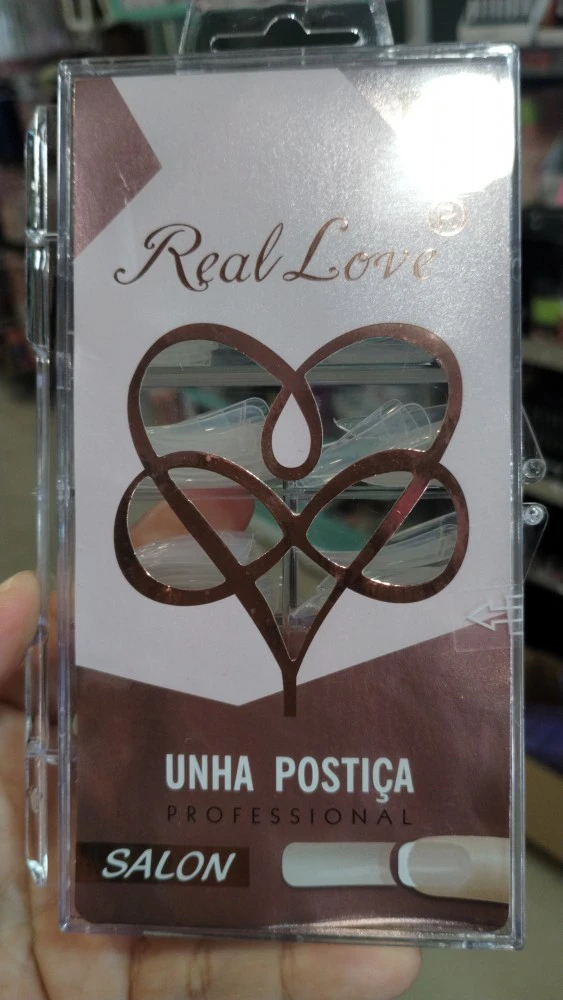 Real Love
UNHA POSTIÇA
PROFESSIONAL
SALON